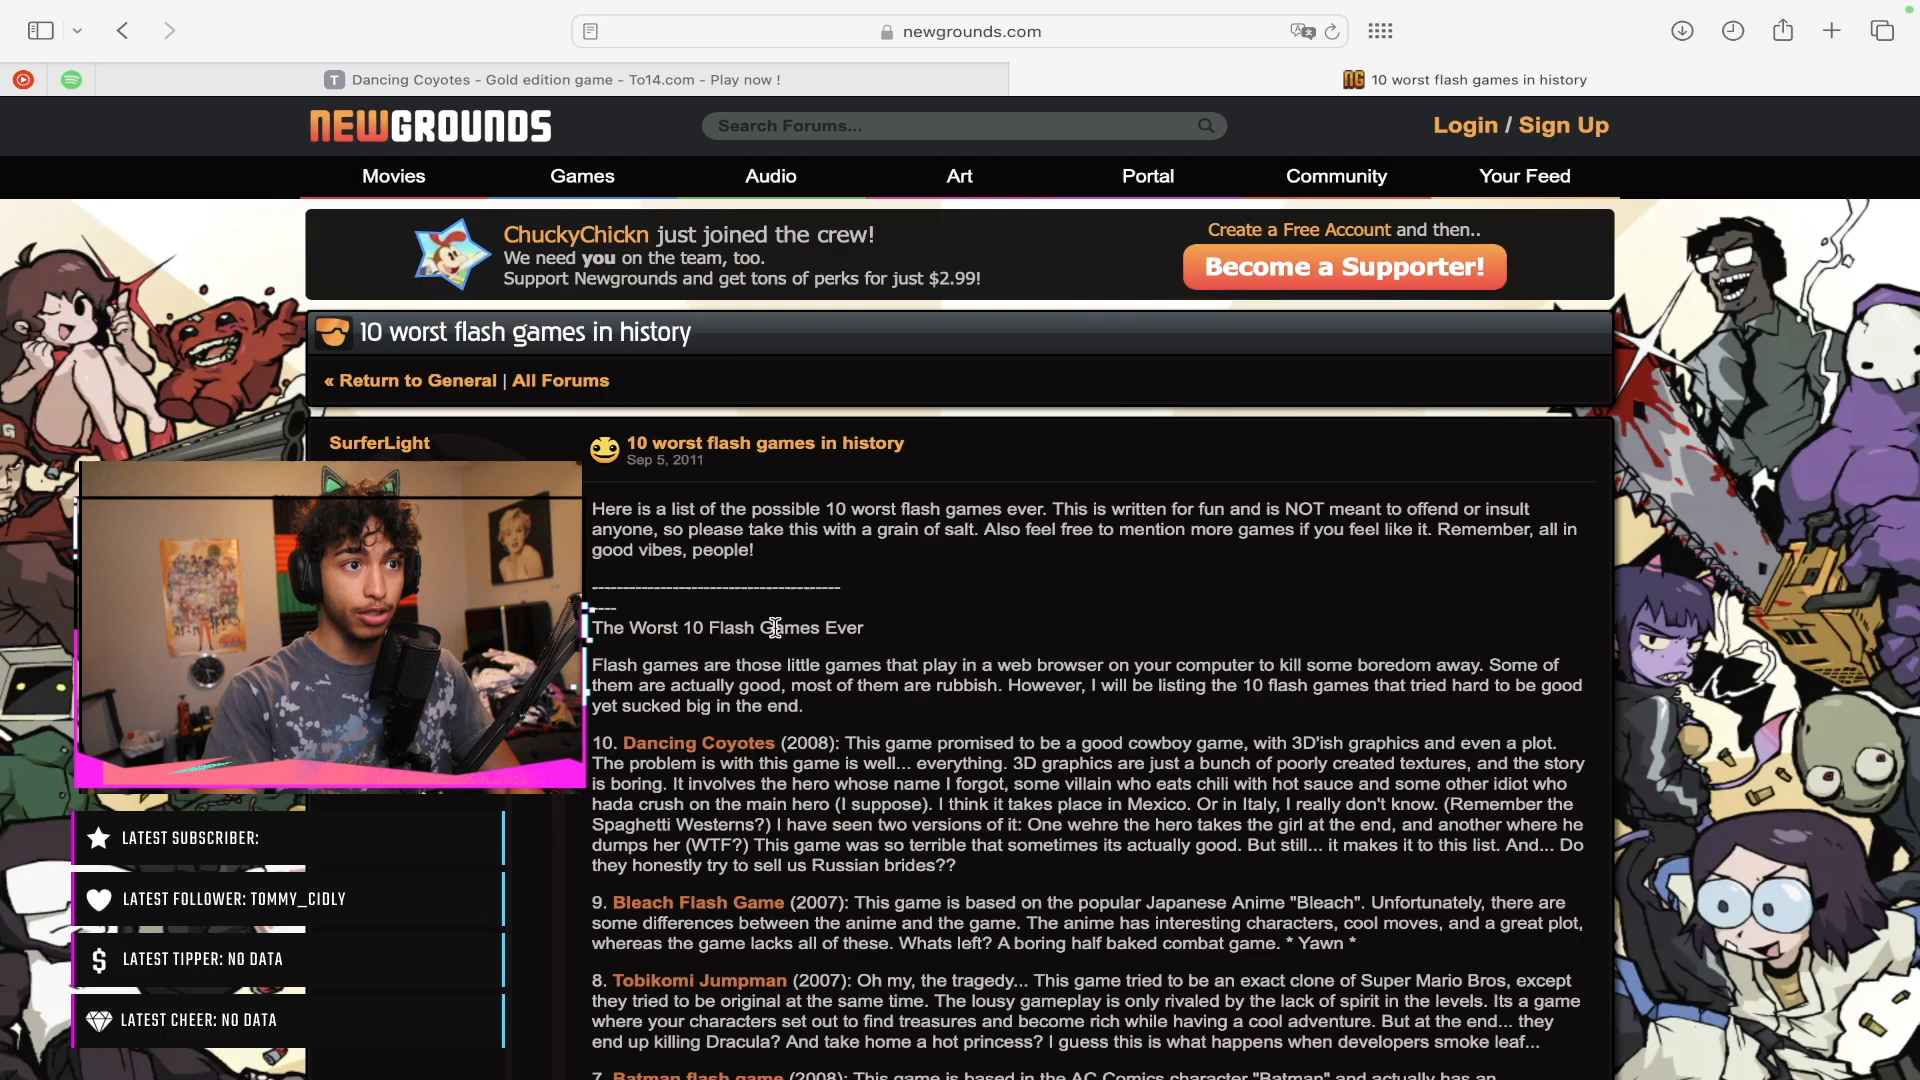 newgrounds.com
T Dancing Coyotes - Gold edition game - To14.com - Play now !
NG 10 worst flash games in history
NEWGROUNDS
Search Forums...
Login / Sign Up
Movies Games Audio Art Portal Community Your Feed
ChuckyChickn just joined the crew!
We need you on the team, too.
Support Newgrounds and get tons of perks for just $2.99!
Create a Free Account and then..
Become a Supporter!
10 worst flash games in history
« Return to General | All Forums
SurferLight
10 worst flash games in history
Sep 5, 2011
Here is a list of the possible 10 worst flash games ever. This is written for fun and is NOT meant to offend or insult
anyone, so please take this with a grain of salt. Also feel free to mention more games if you feel like it. Remember, all in
good vibes, people!
----------------------------------------
----
The Worst 10 Flash Games Ever
Flash games are those little games that play in a web browser on your computer to kill some boredom away. Some of
them are actually good, most of them are rubbish. However, I will be listing the 10 flash games that tried hard to be good
yet sucked big in the end.
10. Dancing Coyotes (2008): This game promised to be a good cowboy game, with 3D'ish graphics and even a plot.
The problem is with this game is well... everything. 3D graphics are just a bunch of poorly created textures, and the story
is boring. It involves the hero whose name I forgot, some villain who eats chili with hot sauce and some other idiot who
hada crush on the main hero (I suppose). I think it takes place in Mexico. Or in Italy, I really don't know. (Remember the
Spaghetti Westerns?) I have seen two versions of it: One wehre the hero takes the girl at the end, and another where he
dumps her (WTF?) This game was so terrible that sometimes its actually good. But still... it makes it to this list. And... Do
they honestly try to sell us Russian brides??
9. Bleach Flash Game (2007): This game is based on the popular Japanese Anime "Bleach". Unfortunately, there are
some differences between the anime and the game. The anime has interesting characters, cool moves, and a great plot,
whereas the game lacks all of these. Whats left? A boring half baked combat game. * Yawn *
8. Tobikomi Jumpman (2007): Oh my, the tragedy... This game tried to be an exact clone of Super Mario Bros, except
they tried to be original at the same time. The lousy gameplay is only rivaled by the lack of spirit in the levels. Its a game
where your characters set out to find treasures and become rich while having a cool adventure. But at the end... they
end up killing Dracula? And take home a hot princess? I guess this is what happens when developers smoke leaf...
7. Batman flash game (2008): This game is based in the AC Comics character "Batman" and actually has an
LATEST SUBSCRIBER:
LATEST FOLLOWER: TOMMY_CIDLY
LATEST TIPPER: NO DATA
LATEST CHEER: NO DATA